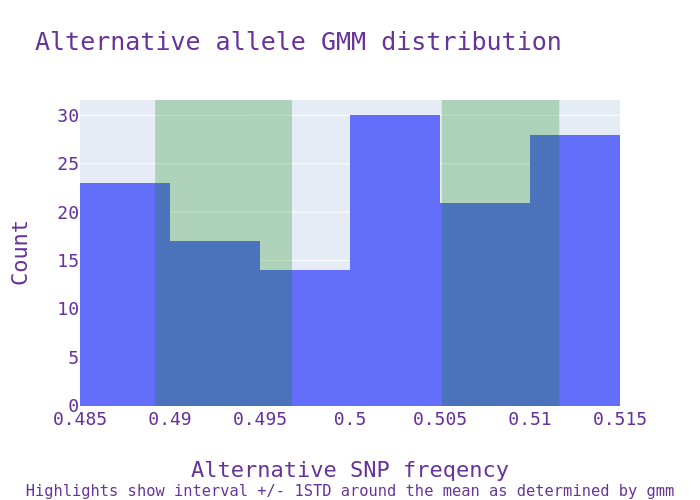 Alternative allele GMM distribution
30
25
20
15
10
5
0
Count
0.485 0.49 0.495 0.5 0.505 0.51 0.515
Alternative SNP freqency
Highlights show interval +/- 1STD around the mean as determined by gmm